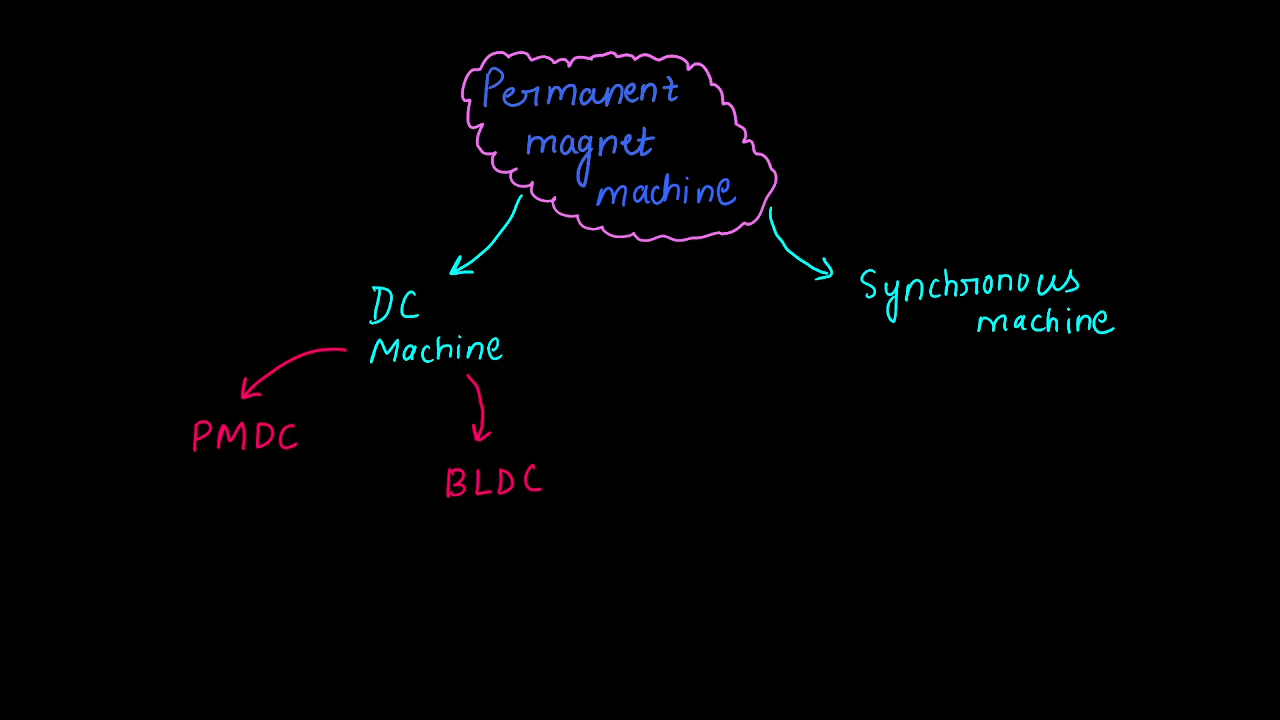 Permanent
magnet
machine
DC
Machine
Synchronous
machine
PMDC
BLDC